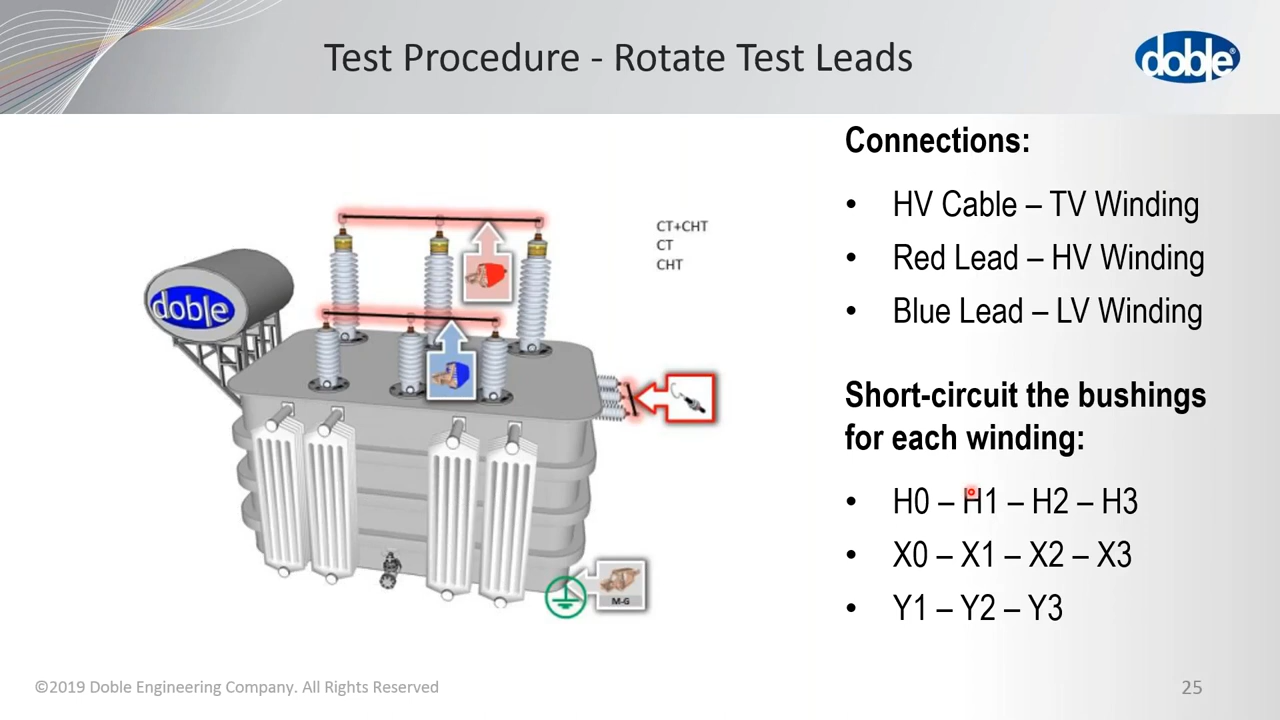 Test Procedure - Rotate Test Leads
doble®
Connections:
• HV Cable – TV Winding
• Red Lead – HV Winding
• Blue Lead – LV Winding
CT+CHT
CT
CHT
doble
Short-circuit the bushings
for each winding:
• H0 – H1 – H2 – H3
• X0 – X1 – X2 – X3
• Y1 – Y2 – Y3
M-G
©2019 Doble Engineering Company. All Rights Reserved
25